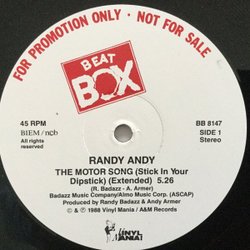 FOR PROMOTION ONLY · NOT FOR SALE
BEAT
BOX
45 RPM
BB 8147
BIEM / ncb
SIDE 1
All rights
Stereo
reserved
RANDY ANDY
THE MOTOR SONG (Stick In Your
Dipstick) (Extended) 5.26
(R. Badazz - A. Armer)
Badazz Music Company/Almo Music Corp. (ASCAP)
Produced by Randy Badazz & Andy Armer
© & ℗ 1988 Vinyl Mania / A&M Records
VINYL
MANIA!